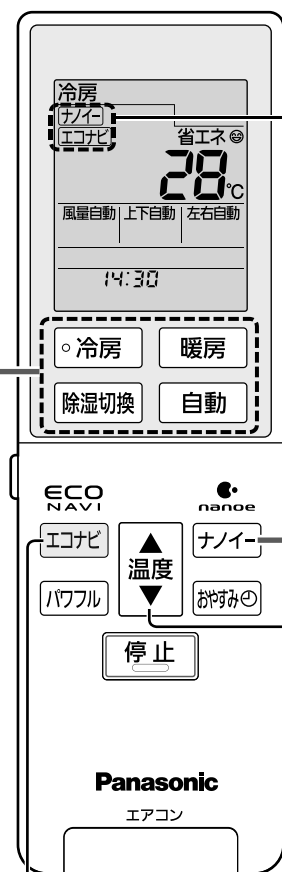 冷房
ナノイー
エコナビ 省エネ
28℃
風量自動 上下自動 左右自動
14:30
冷房 暖房
除湿切換 自動
ECO NAVI nanoe
エコナビ 温度 ナノイー
パワフル おやすみ
停止
Panasonic
エアコン